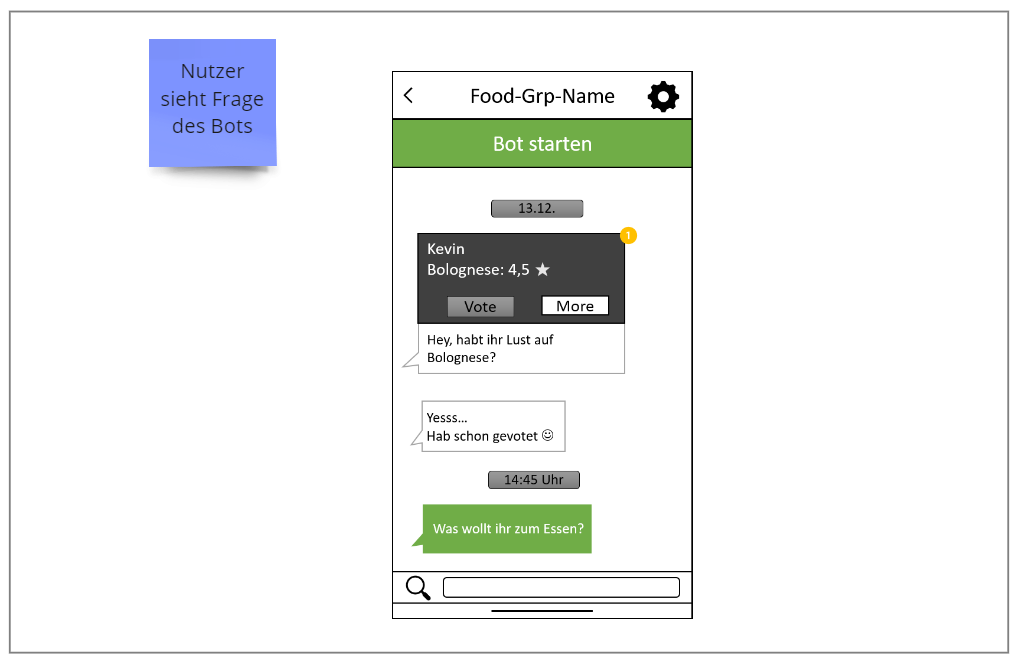 Nutzer
sieht Frage
des Bots
Food-Grp-Name
Bot starten
13.12.
1
Kevin
Bolognese: 4,5 ★
Vote
More
Hey, habt ihr Lust auf
Bolognese?
Yesss...
Hab schon gevotet ☺
14:45 Uhr
Was wollt ihr zum Essen?